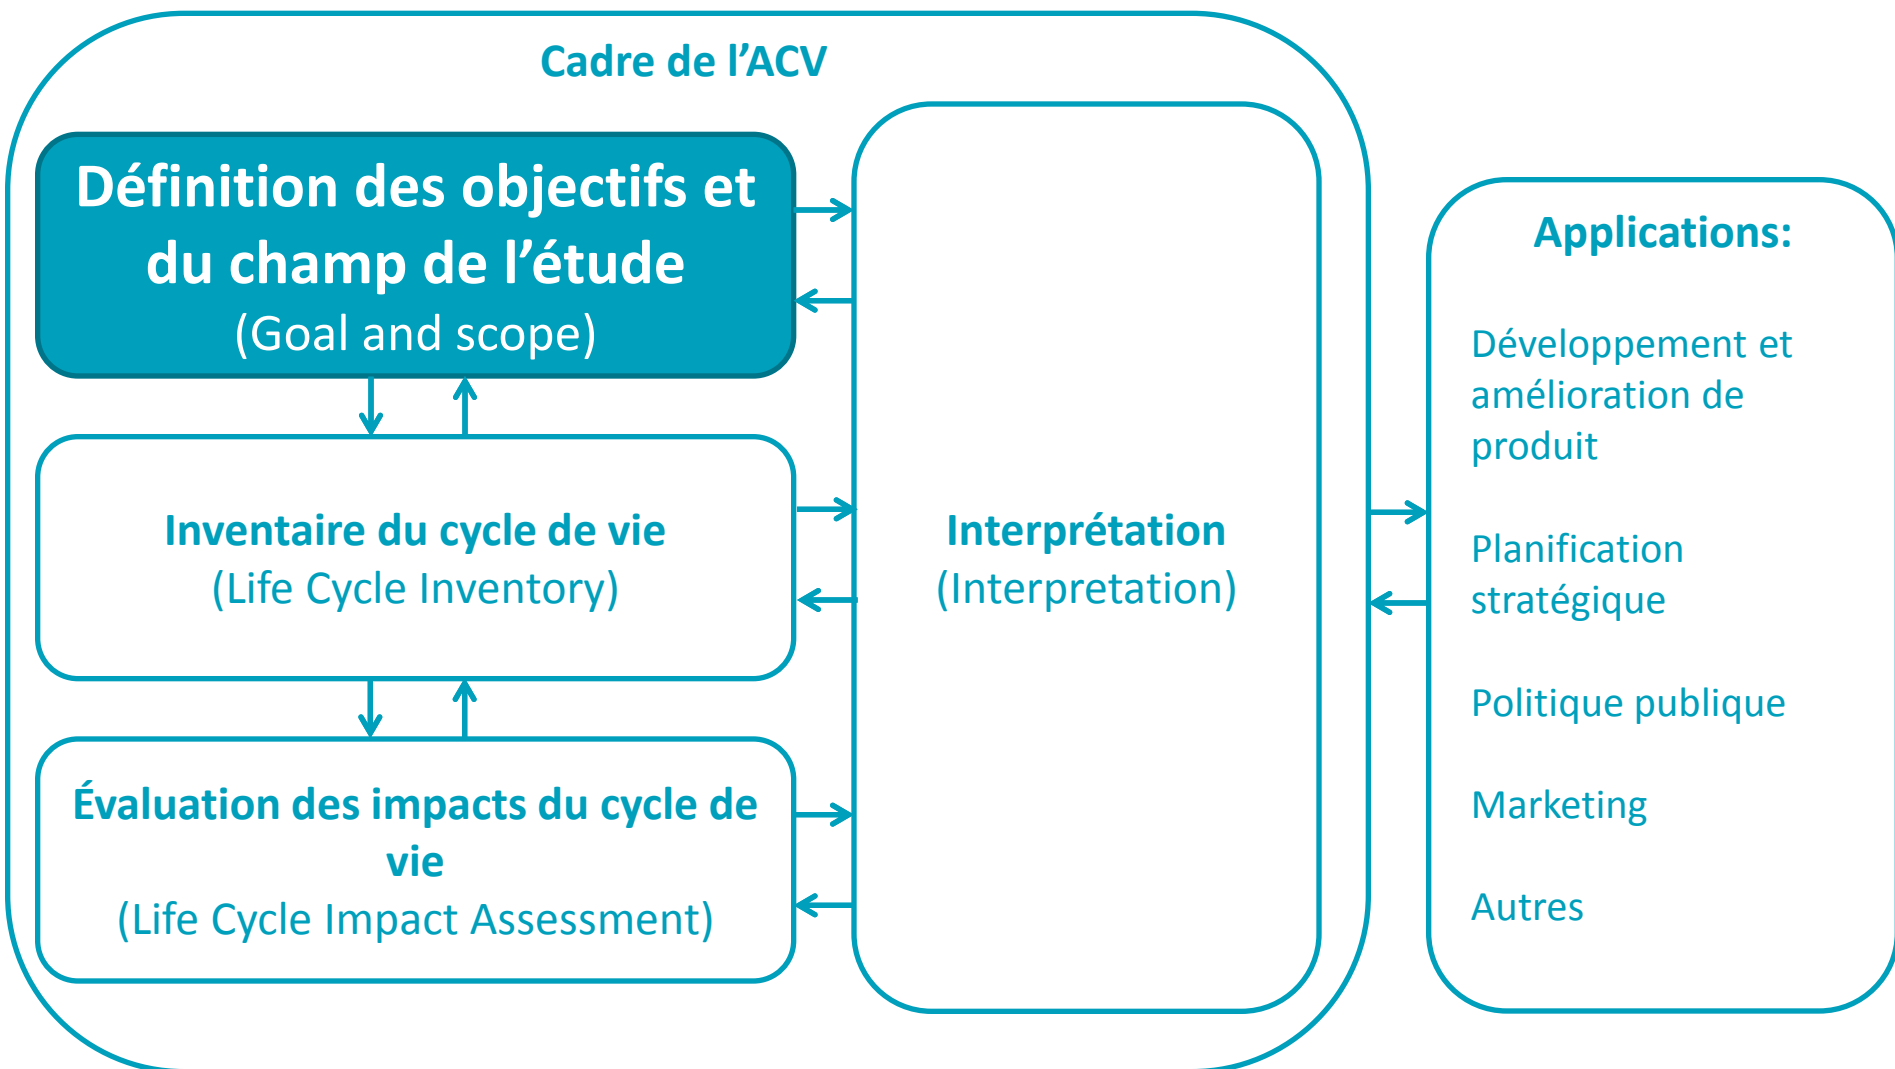 Cadre de l’ACV
Définition des objectifs et
du champ de l’étude
(Goal and scope)
Inventaire du cycle de vie
(Life Cycle Inventory)
Évaluation des impacts du cycle de
vie
(Life Cycle Impact Assessment)
Interprétation
(Interpretation)
Applications:
Développement et
amélioration de
produit
Planification
stratégique
Politique publique
Marketing
Autres